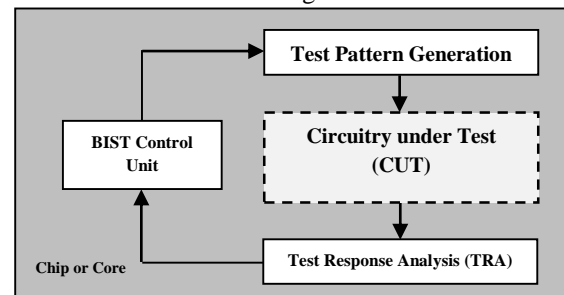 Test Pattern Generation
Circuitry under Test
(CUT)
BIST Control
Unit
Test Response Analysis (TRA)
Chip or Core